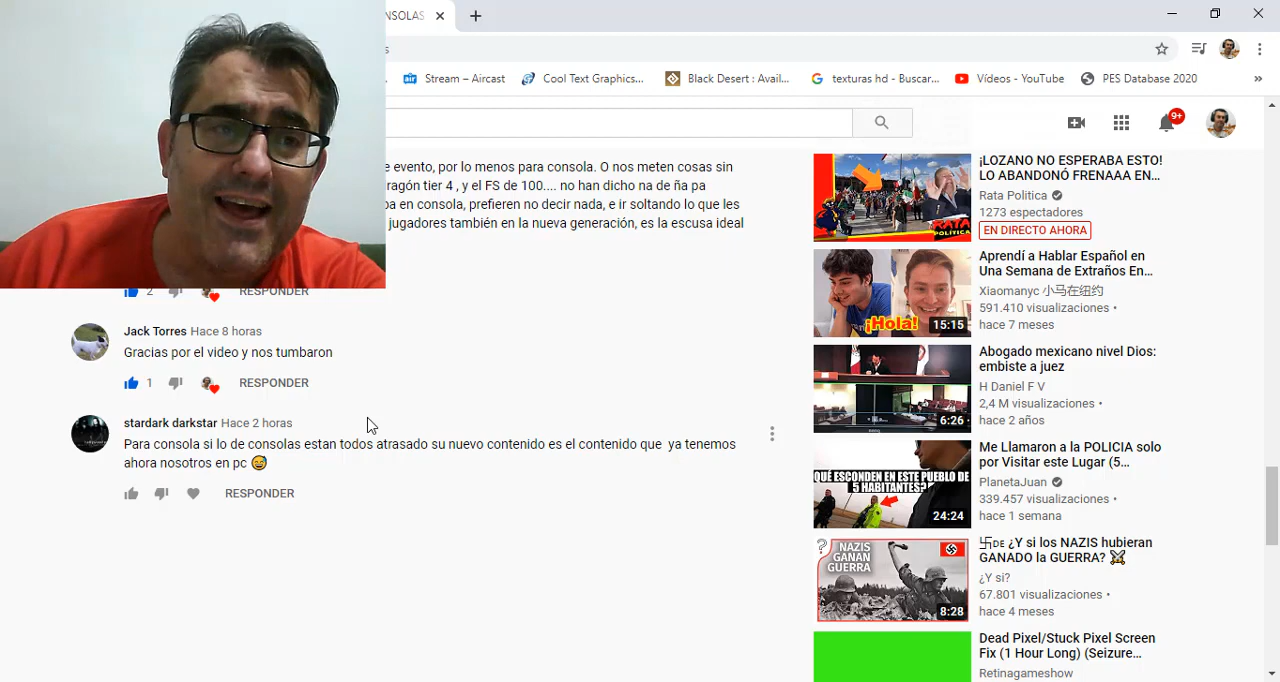 NSOLAS
s
Stream – Aircast
Cool Text Graphics...
Black Desert : Avail...
texturas hd - Buscar...
Vídeos - YouTube
PES Database 2020
»
9+
e evento, por lo menos para consola. O nos meten cosas sin
ragón tier 4 , y el FS de 100.... no han dicho na de ña pa
a en consola, prefieren no decir nada, e ir soltando lo que les
jugadores también en la nueva generación, es la escusa ideal
2
RESPONDER
Jack Torres Hace 8 horas
Gracias por el video y nos tumbaron
1
RESPONDER
stardark darkstar Hace 2 horas
Para consola si lo de consolas estan todos atrasado su nuevo contenido es el contenido que ya tenemos
ahora nosotros en pc 😅
RESPONDER
RATA
POLÍTICA
¡LOZANO NO ESPERABA ESTO!
LO ABANDONÓ FRENAAA EN...
Rata Politica
1273 espectadores
EN DIRECTO AHORA
¡Hola!
15:15
Aprendí a Hablar Español en
Una Semana de Extraños En...
Xiaomanyc 小马在纽约
591.410 visualizaciones •
hace 7 meses
6:26
Abogado mexicano nivel Dios:
embiste a juez
H Daniel F V
2,4 M visualizaciones •
hace 2 años
QUÉ ESCONDEN EN ESTE PUEBLO DE
5 HABITANTES?
24:24
Me Llamaron a la POLICIA solo
por Visitar este Lugar (5...
PlanetaJuan
339.457 visualizaciones •
hace 1 semana
?
NAZIS
GANAN
GUERRA
8:28
卐DE ¿Y si los NAZIS hubieran
GANADO la GUERRA? ⚔️
¿Y si?
67.801 visualizaciones •
hace 4 meses
Dead Pixel/Stuck Pixel Screen
Fix (1 Hour Long) (Seizure...
Retinagameshow